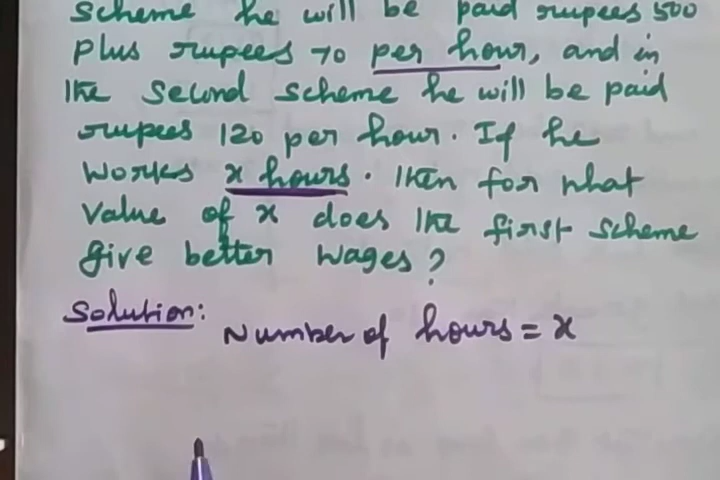 scheme he will be paid rupees 500
plus rupees 70 per hour, and in
the second scheme he will be paid
rupees 120 per hour. If he
works x hours. then for what
value of x does the first scheme
give better wages?
Solution:
Number of hours = x